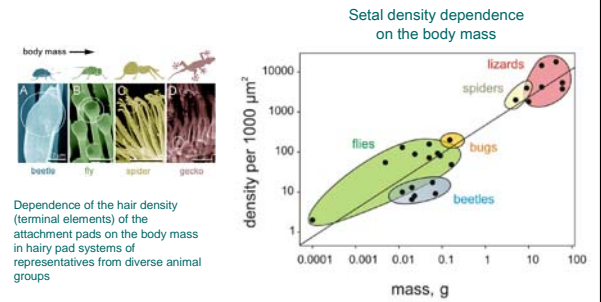 Setal density dependence
on the body mass
body mass
A
B
C
D
beetle
fly
spider
gecko
Dependence of the hair density
(terminal elements) of the
attachment pads on the body mass
in hairy pad systems of
representatives from diverse animal
groups
density per 1000 µm²
10000
1000
100
10
1
lizards
spiders
flies
bugs
beetles
0.0001
0.001
0.01
0.1
1
10
100
mass, g